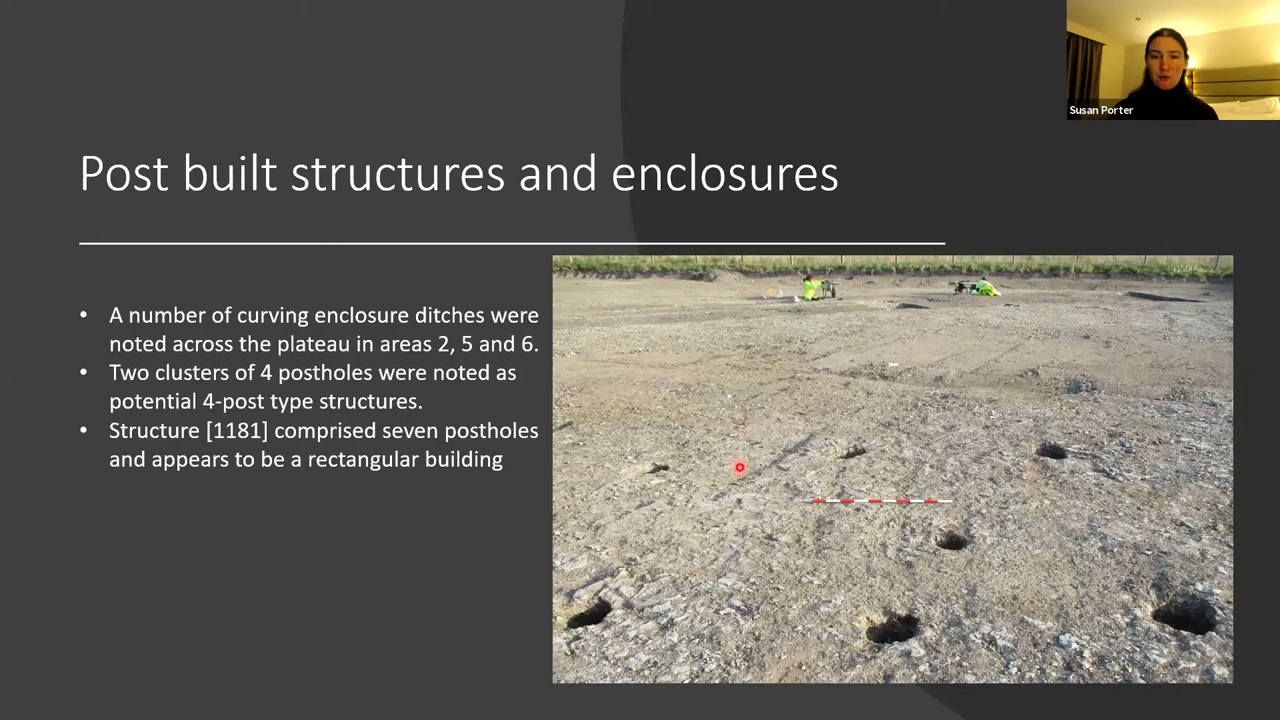 Susan Porter
Post built structures and enclosures
• A number of curving enclosure ditches were
noted across the plateau in areas 2, 5 and 6.
• Two clusters of 4 postholes were noted as
potential 4-post type structures.
• Structure [1181] comprised seven postholes
and appears to be a rectangular building